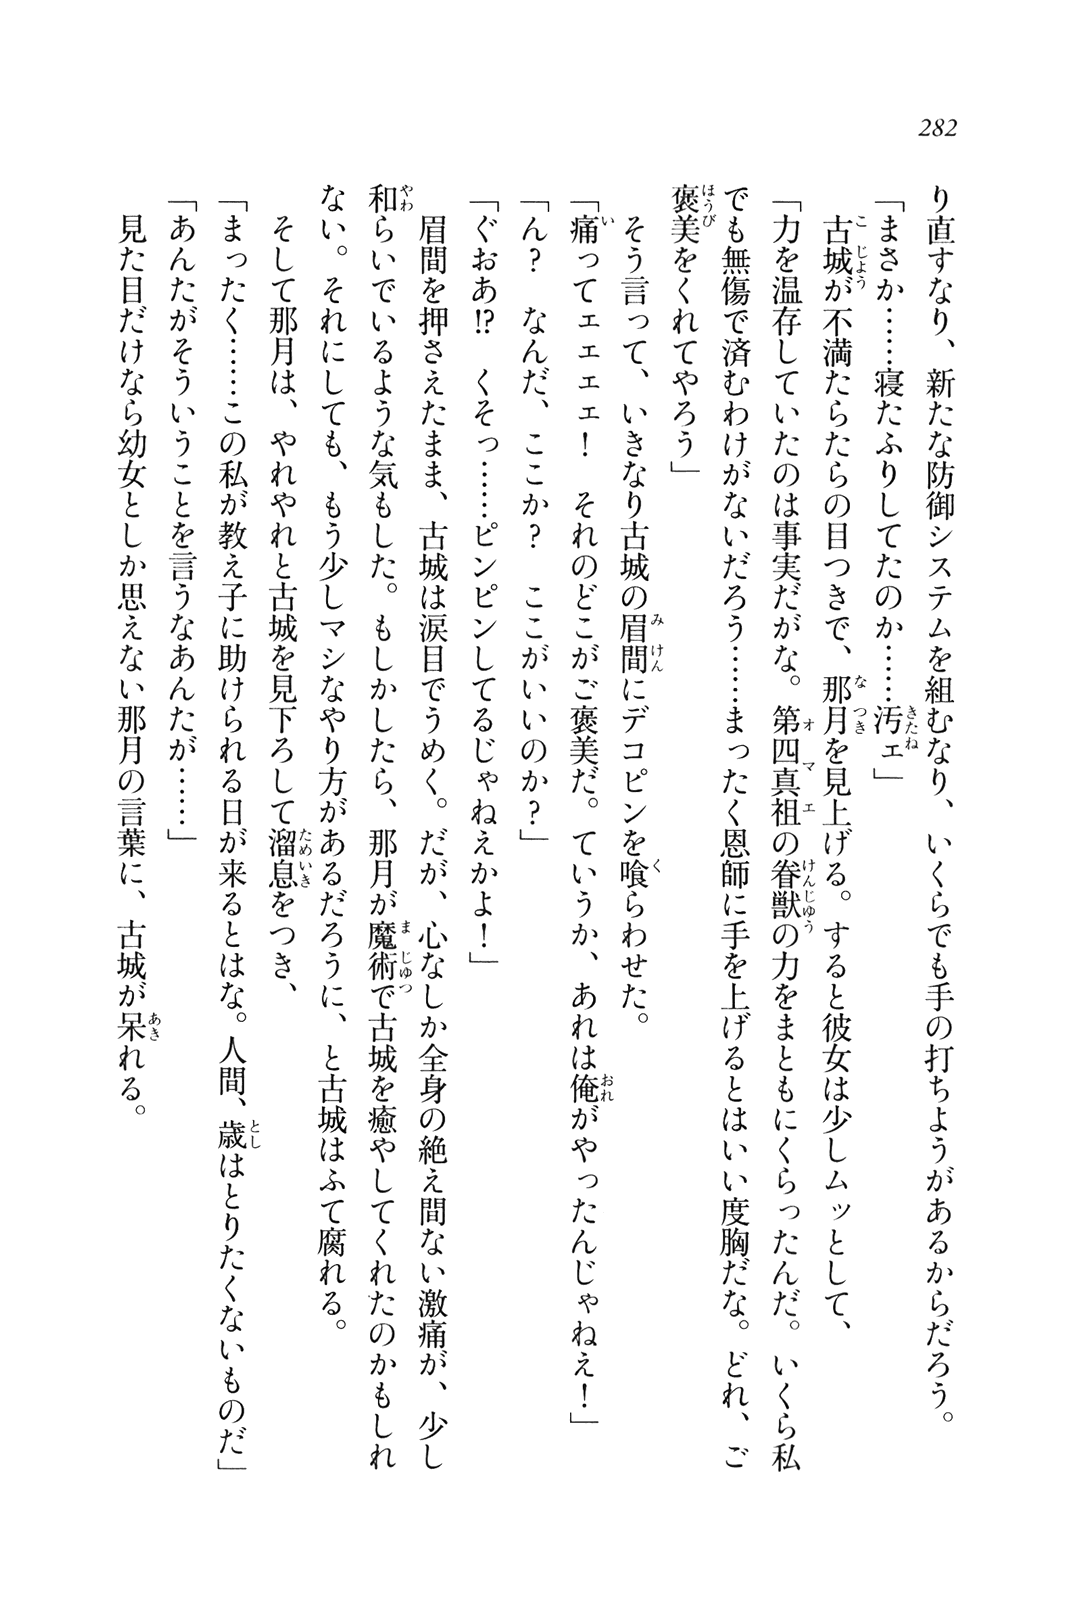 282
り直すなり、新たな防御システムを組むなり、いくらでも手の打ちようがあるからだろう。
「まさか……寝たふりしてたのか……汚ェ」
古城が不満たらたらの目つきで、那月を見上げる。すると彼女は少しムッとして、
「力を温存していたのは事実だがな。第四真祖の眷獣の力をまともにくらったんだ。いくら私
でも無傷で済むわけがないだろう……まったく恩師に手を上げるとはいい度胸だな。どれ、ご
褒美をくれてやろう」
そう言って、いきなり古城の眉間にデコピンを喰らわせた。
「痛ってェェェェ！　それのどこがご褒美だ。ていうか、あれは俺がやったんじゃねえ！」
「ん？　なんだ、ここか？　ここがいいのか？」
「ぐぉあ!?　くそっ……ピンピンしてるじゃねえかよ！」
眉間を押さえたまま、古城は涙目でうめく。だが、心なしか全身の絶え間ない激痛が、少し
和らいでいるような気もした。もしかしたら、那月が魔術で古城を癒やしてくれたのかもしれ
ない。それにしても、もう少しマシなやり方があるだろうに、と古城はふて腐れる。
そして那月は、やれやれと古城を見下ろして溜息をつき、
「まったく……この私が教え子に助けられる日が来るとはな。人間、歳はとりたくないものだ」
「あんたがそういうことを言うなあんたが……」
見た目だけなら幼女としか思えない那月の言葉に、古城が呆れる。